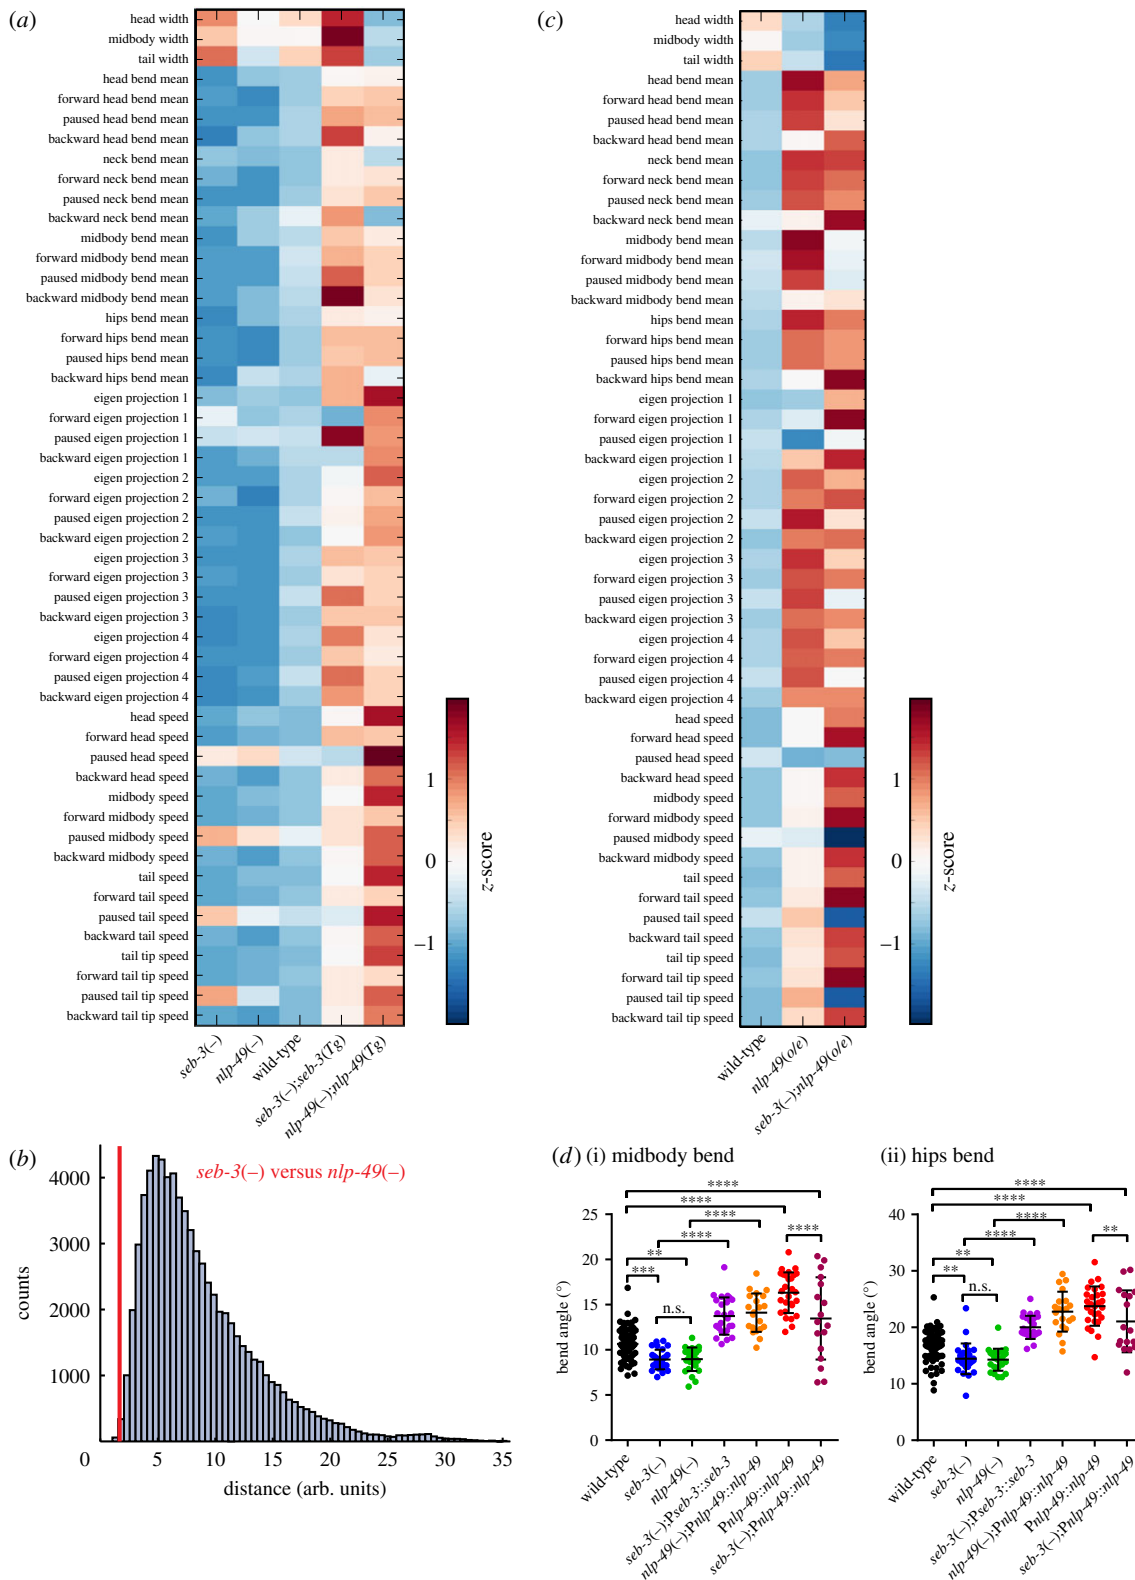 (a)
head width
midbody width
tail width
head bend mean
forward head bend mean
paused head bend mean
backward head bend mean
neck bend mean
forward neck bend mean
paused neck bend mean
backward neck bend mean
midbody bend mean
forward midbody bend mean
paused midbody bend mean
backward midbody bend mean
hips bend mean
forward hips bend mean
paused hips bend mean
backward hips bend mean
eigen projection 1
forward eigen projection 1
paused eigen projection 1
backward eigen projection 1
eigen projection 2
forward eigen projection 2
paused eigen projection 2
backward eigen projection 2
eigen projection 3
forward eigen projection 3
paused eigen projection 3
backward eigen projection 3
eigen projection 4
forward eigen projection 4
paused eigen projection 4
backward eigen projection 4
head speed
forward head speed
paused head speed
backward head speed
midbody speed
forward midbody speed
paused midbody speed
backward midbody speed
tail speed
forward tail speed
paused tail speed
backward tail speed
tail tip speed
forward tail tip speed
paused tail tip speed
backward tail tip speed
seb-3(–)
nlp-49(–)
wild-type
seb-3(–);seb-3(Tg)
nlp-49(–);nlp-49(Tg)
1
0
–1
z-score
(c)
head width
midbody width
tail width
head bend mean
forward head bend mean
paused head bend mean
backward head bend mean
neck bend mean
forward neck bend mean
paused neck bend mean
backward neck bend mean
midbody bend mean
forward midbody bend mean
paused midbody bend mean
backward midbody bend mean
hips bend mean
forward hips bend mean
paused hips bend mean
backward hips bend mean
eigen projection 1
forward eigen projection 1
paused eigen projection 1
backward eigen projection 1
eigen projection 2
forward eigen projection 2
paused eigen projection 2
backward eigen projection 2
eigen projection 3
forward eigen projection 3
paused eigen projection 3
backward eigen projection 3
eigen projection 4
forward eigen projection 4
paused eigen projection 4
backward eigen projection 4
head speed
forward head speed
paused head speed
backward head speed
midbody speed
forward midbody speed
paused midbody speed
backward midbody speed
tail speed
forward tail speed
paused tail speed
backward tail speed
tail tip speed
forward tail tip speed
paused tail tip speed
backward tail tip speed
wild-type
nlp-49(o/e)
seb-3(–);nlp-49(o/e)
1
0
–1
z-score
(b)
seb-3(–) versus nlp-49(–)
4000
3000
2000
1000
counts
0 5 10 15 20 25 30 35
distance (arb. units)
(d) (i) midbody bend
****
****
****
****
****
**
***
n.s.
25
20
15
10
5
0
bend angle (°)
wild-type
seb-3(–)
nlp-49(–)
seb-3(–);Pseb-3::seb-3
nlp-49(–);Pnlp-49::nlp-49
Pnlp-49::nlp-49
seb-3(–);Pnlp-49::nlp-49
(ii) hips bend
****
****
****
**
****
**
**
n.s.
40
30
20
10
0
bend angle (°)
wild-type
seb-3(–)
nlp-49(–)
seb-3(–);Pseb-3::seb-3
nlp-49(–);Pnlp-49::nlp-49
Pnlp-49::nlp-49
seb-3(–);Pnlp-49::nlp-49